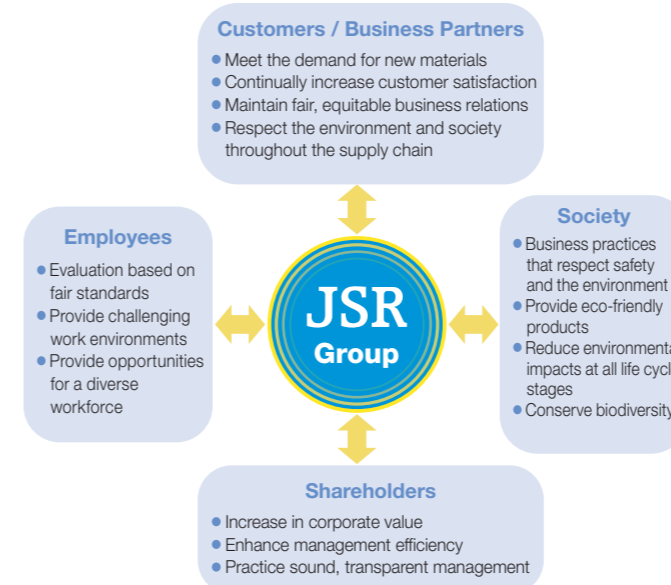 Customers / Business Partners
• Meet the demand for new materials
• Continually increase customer satisfaction
• Maintain fair, equitable business relations
• Respect the environment and society
throughout the supply chain
Employees
• Evaluation based on
fair standards
• Provide challenging
work environments
• Provide opportunities
for a diverse
workforce
JSR
Group
Society
• Business practices
that respect safety
and the environment
• Provide eco-friendly
products
• Reduce environmenta
impacts at all life cycl
stages
• Conserve biodiversity
Shareholders
• Increase in corporate value
• Enhance management efficiency
• Practice sound, transparent management